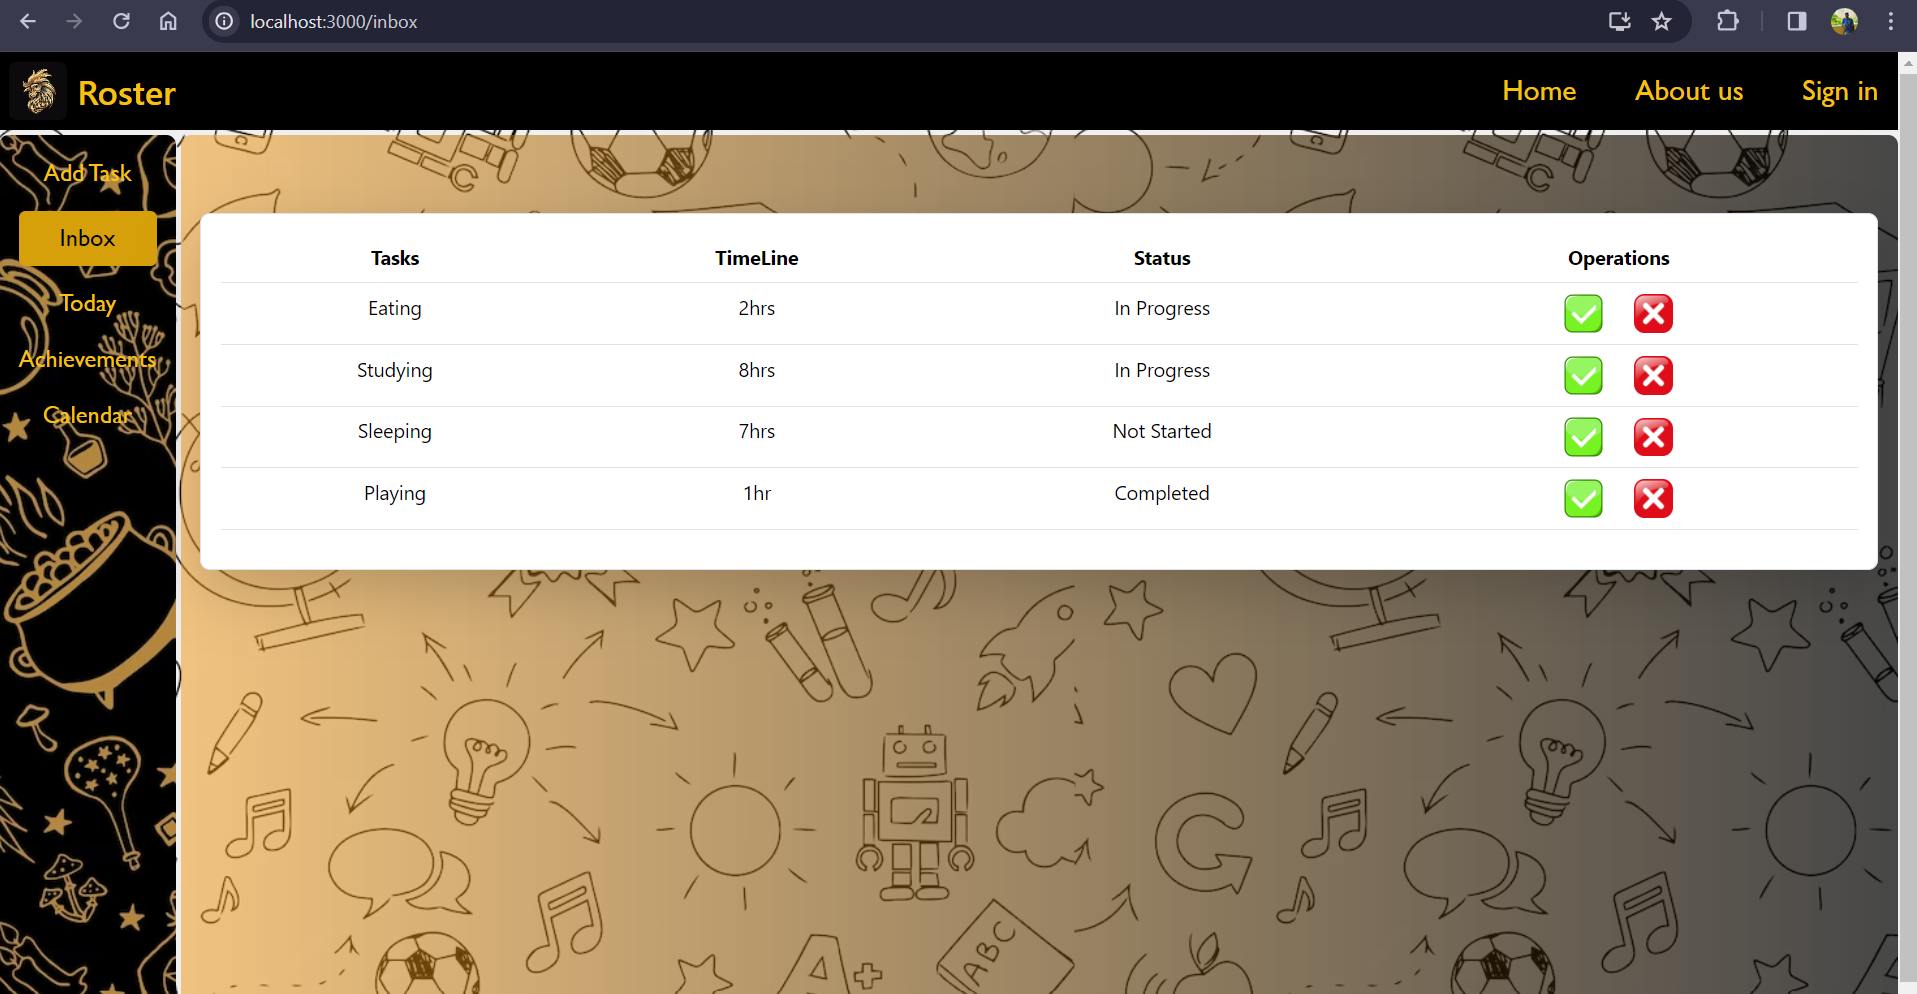 localhost:3000/inbox
Roster
Home About us Sign in
Add Task
Inbox
Today
Achievements
Calendar
Tasks TimeLine Status Operations
Eating 2hrs In Progress
Studying 8hrs In Progress
Sleeping 7hrs Not Started
Playing 1hr Completed
A+
ABC